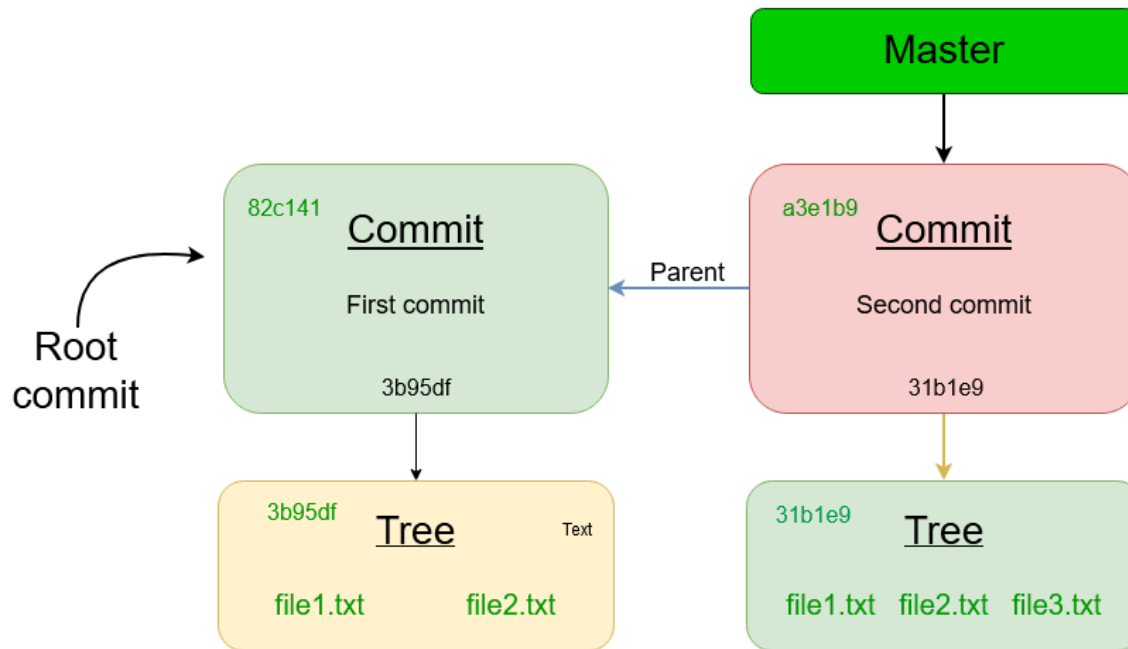 Master
82c141
Commit
First commit
3b95df
Parent
a3e1b9
Commit
Second commit
31b1e9
Root
commit
3b95df
Tree
Text
file1.txt file2.txt
31b1e9
Tree
file1.txt file2.txt file3.txt